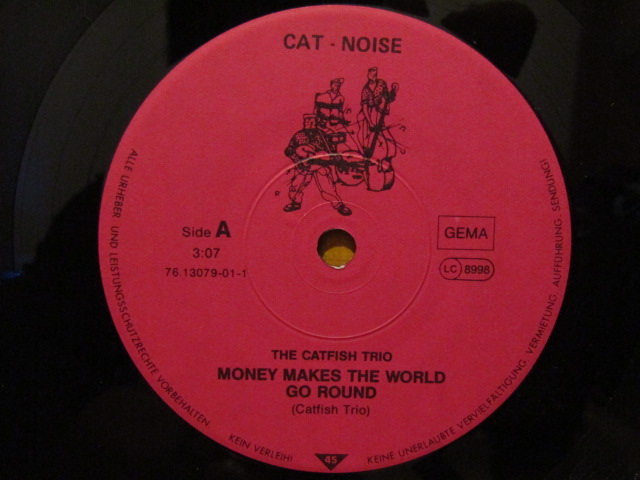 CAT - NOISE
Side A
3:07
76.13079-01-1
GEMA
LC 8998
THE CATFISH TRIO
MONEY MAKES THE WORLD
GO ROUND
(Catfish Trio)
45
ALLE URHEBER UND LEISTUNGSSCHUTZRECHTE VORBEHALTEN
KEIN VERLEIH!
KEINE UNERLAUBTE VERVIELFÄLTIGUNG, VERMIETUNG, AUFFÜHRUNG, SENDUNG!